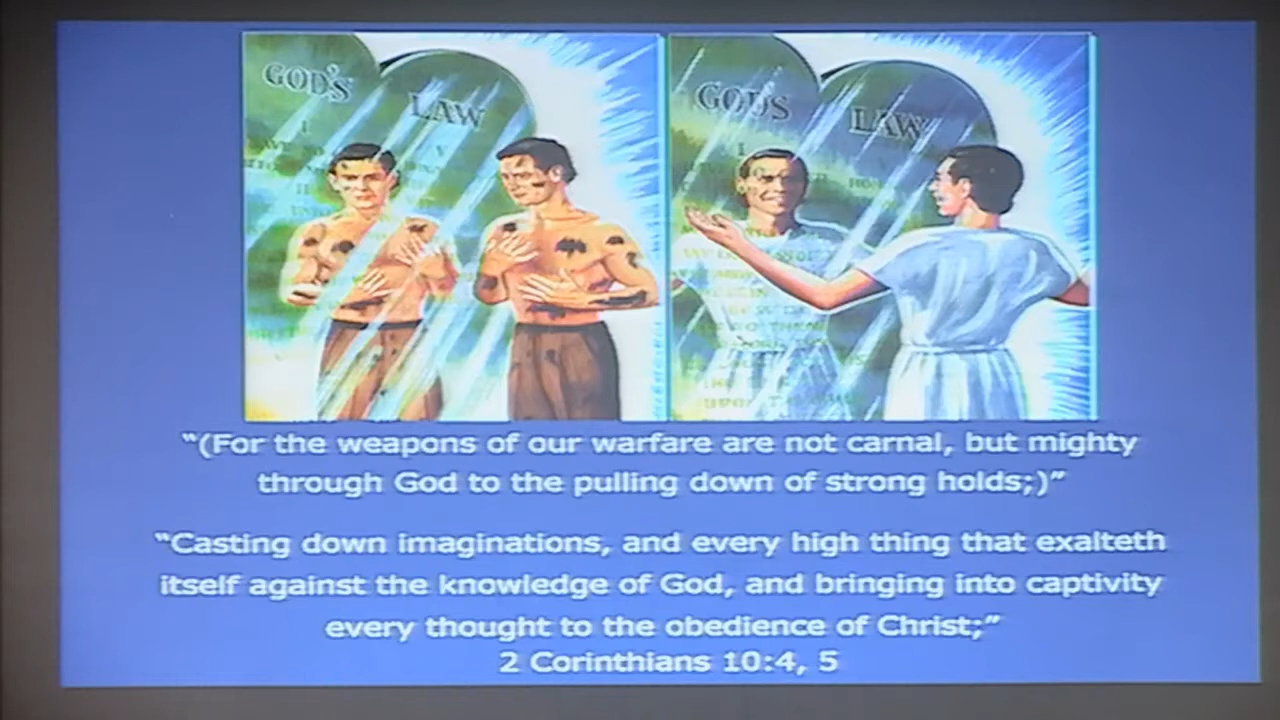 GOD'S
LAW
I
V
II
GOD'S
LAW
I
"(For the weapons of our warfare are not carnal, but mighty
through God to the pulling down of strong holds;)"
"Casting down imaginations, and every high thing that exalteth
itself against the knowledge of God, and bringing into captivity
every thought to the obedience of Christ;"
2 Corinthians 10:4, 5